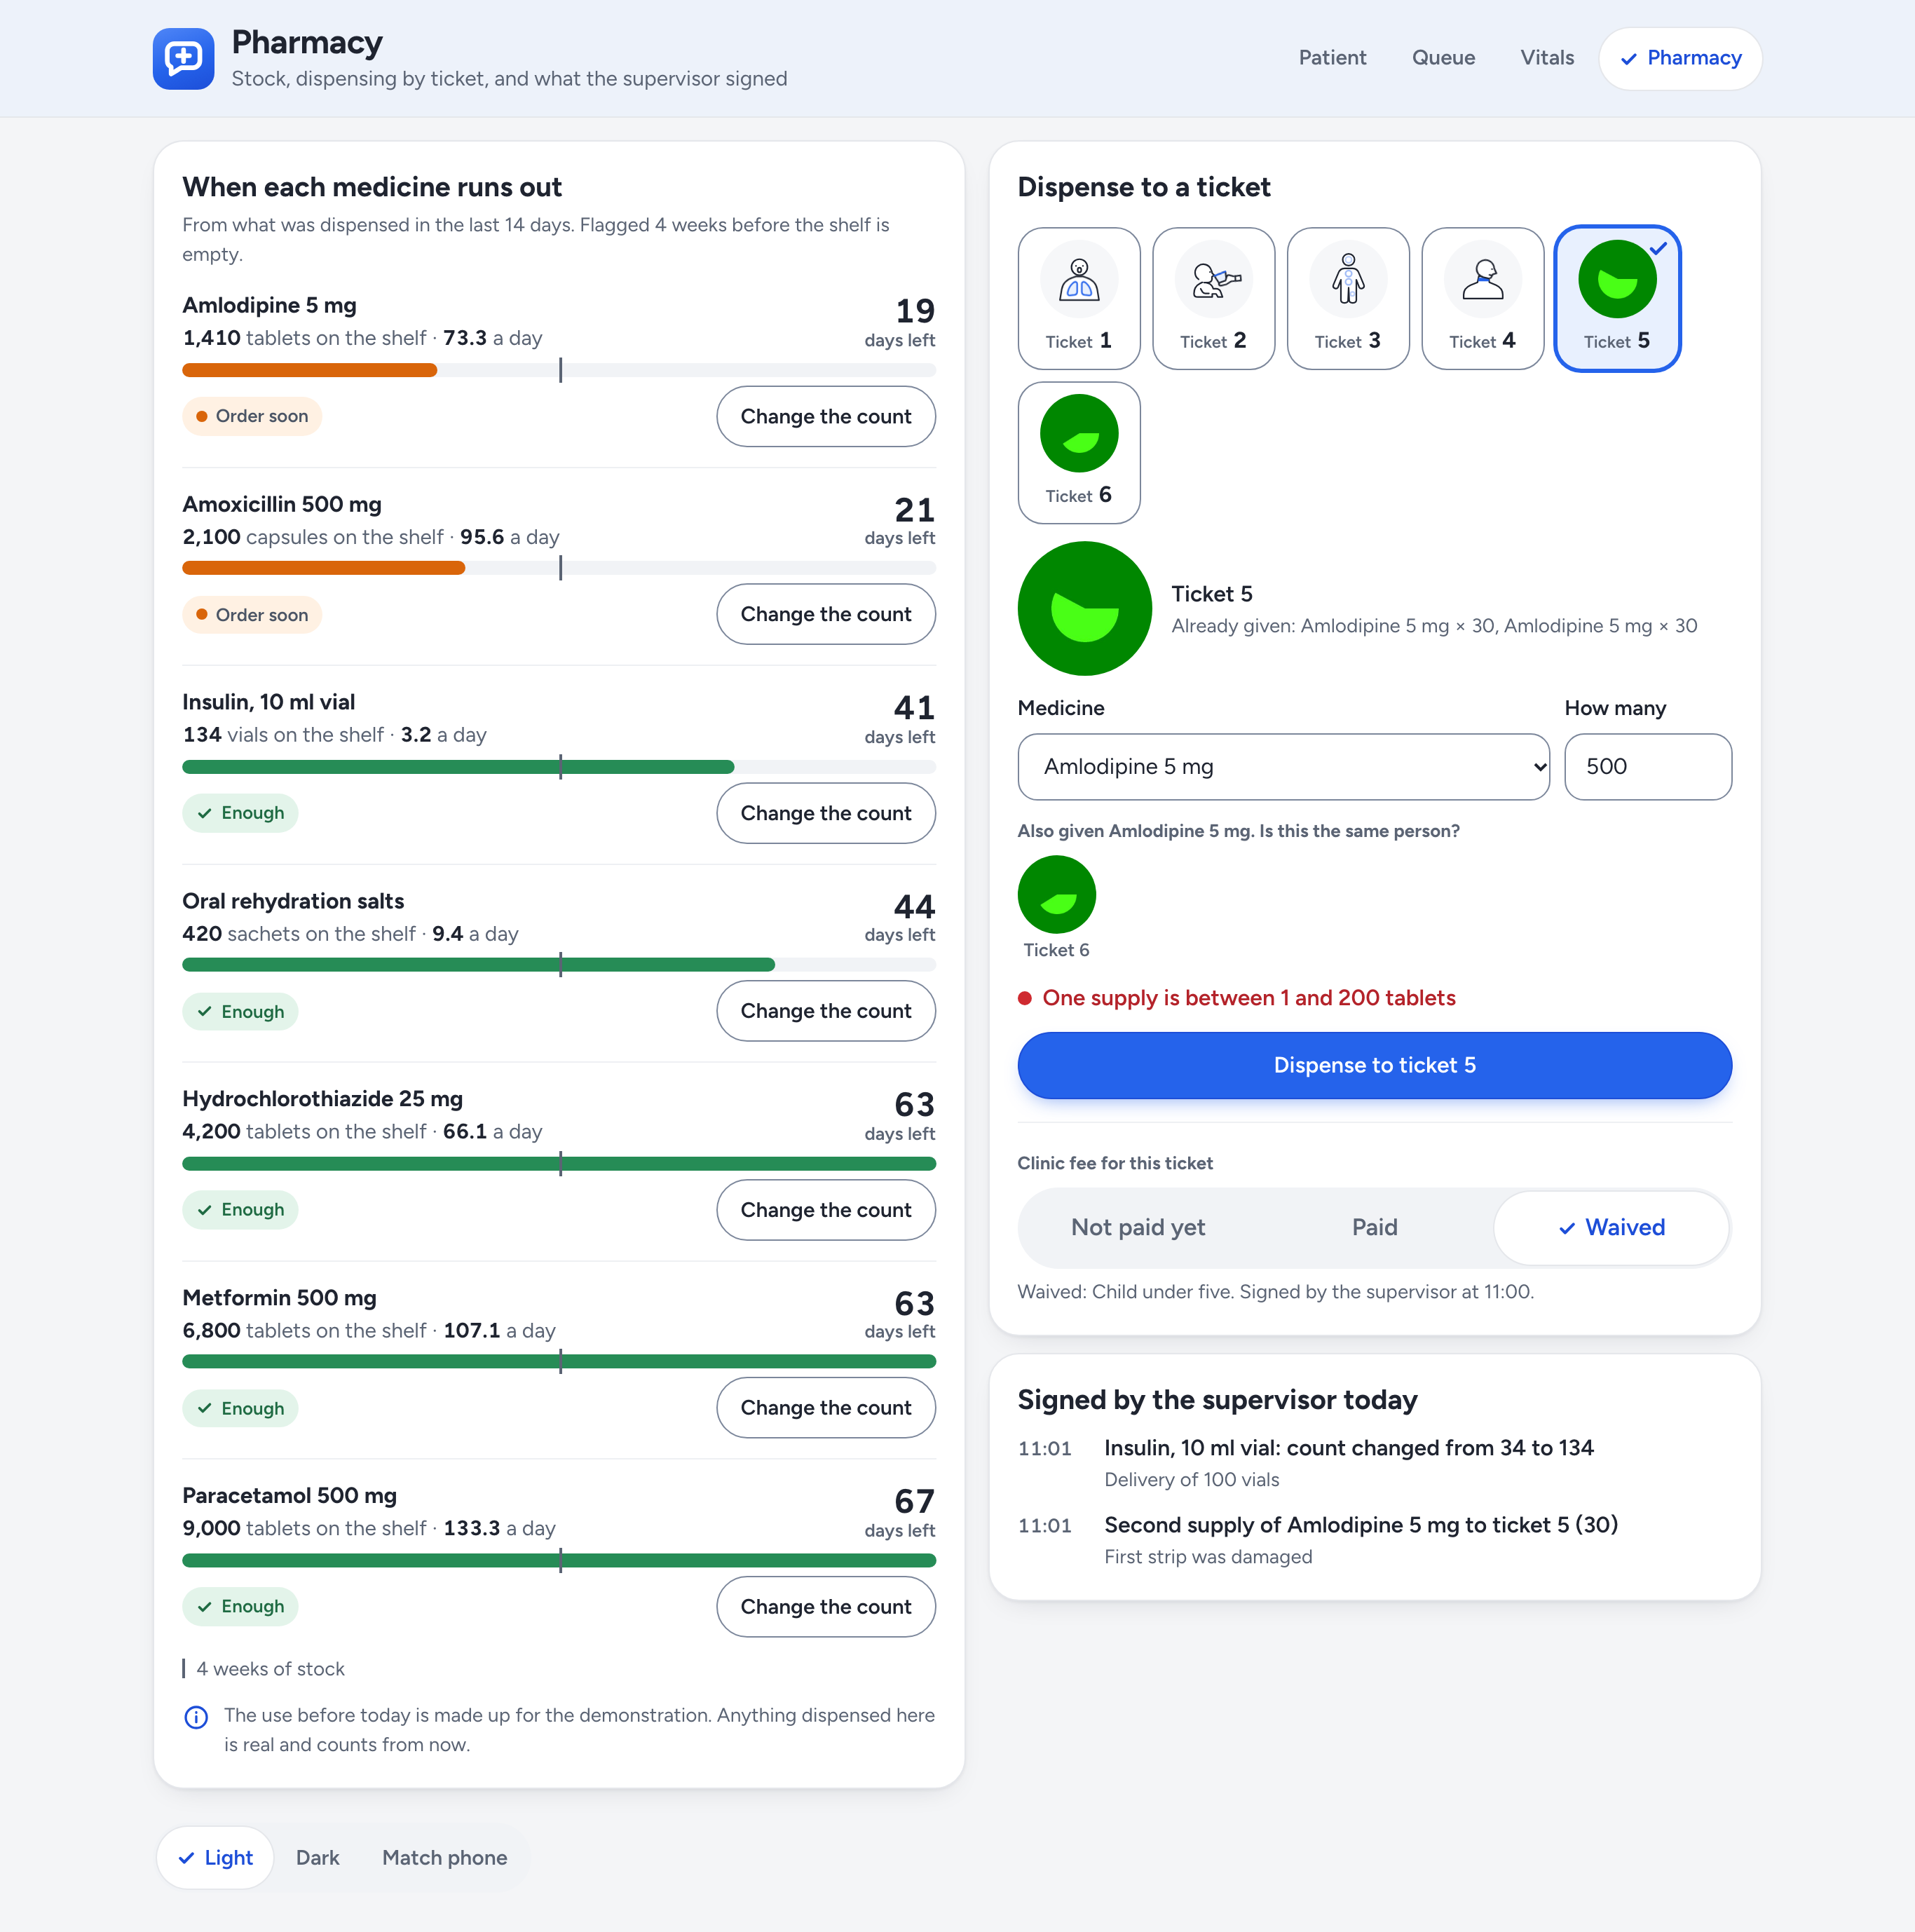 Pharmacy
Stock, dispensing by ticket, and what the supervisor signed
Patient
Queue
Vitals
Pharmacy
When each medicine runs out
From what was dispensed in the last 14 days. Flagged 4 weeks before the shelf is
empty.
Amlodipine 5 mg
1,410 tablets on the shelf · 73.3 a day
19
days left
Order soon
Change the count
Amoxicillin 500 mg
2,100 capsules on the shelf · 95.6 a day
21
days left
Order soon
Change the count
Insulin, 10 ml vial
134 vials on the shelf · 3.2 a day
41
days left
Enough
Change the count
Oral rehydration salts
420 sachets on the shelf · 9.4 a day
44
days left
Enough
Change the count
Hydrochlorothiazide 25 mg
4,200 tablets on the shelf · 66.1 a day
63
days left
Enough
Change the count
Metformin 500 mg
6,800 tablets on the shelf · 107.1 a day
63
days left
Enough
Change the count
Paracetamol 500 mg
9,000 tablets on the shelf · 133.3 a day
67
days left
Enough
Change the count
4 weeks of stock
The use before today is made up for the demonstration. Anything dispensed here
is real and counts from now.
Dispense to a ticket
Ticket 1
Ticket 2
Ticket 3
Ticket 4
Ticket 5
Ticket 6
Ticket 5
Already given: Amlodipine 5 mg × 30, Amlodipine 5 mg × 30
Medicine
How many
Amlodipine 5 mg
500
Also given Amlodipine 5 mg. Is this the same person?
Ticket 6
One supply is between 1 and 200 tablets
Dispense to ticket 5
Clinic fee for this ticket
Not paid yet
Paid
Waived
Waived: Child under five. Signed by the supervisor at 11:00.
Signed by the supervisor today
11:01 Insulin, 10 ml vial: count changed from 34 to 134
Delivery of 100 vials
11:01 Second supply of Amlodipine 5 mg to ticket 5 (30)
First strip was damaged
Light
Dark
Match phone